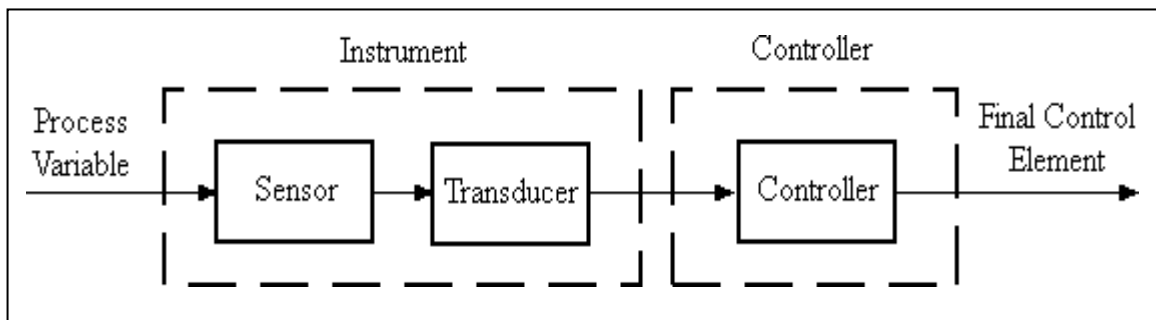 Instrument
Controller
Process
Variable
Sensor
Transducer
Controller
Final Control
Element